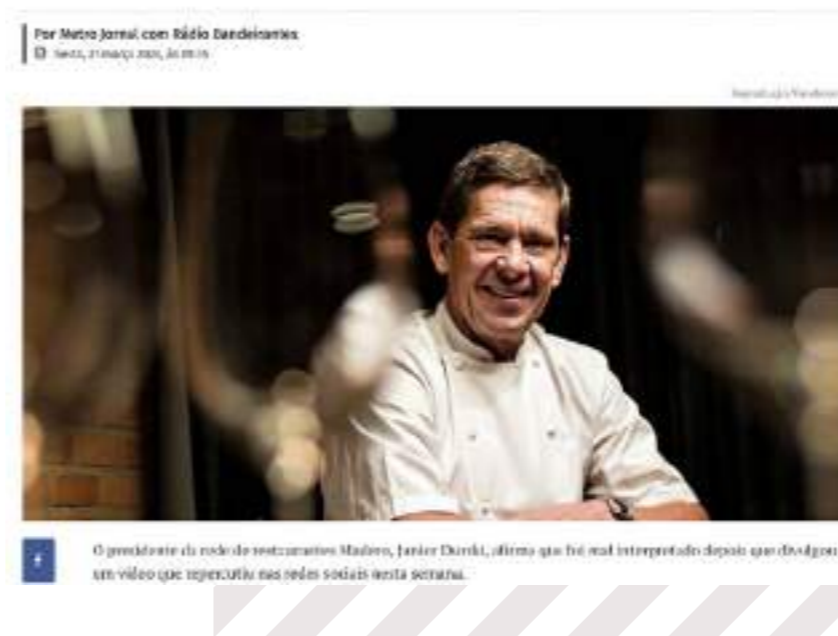 Por Metro Jornal com Rádio Bandeirantes
O presidente da rede de restaurantes Madero, Junior Durski, afirma que foi mal interpretado depois que divulgou
um vídeo que repercutiu nas redes sociais nesta semana.